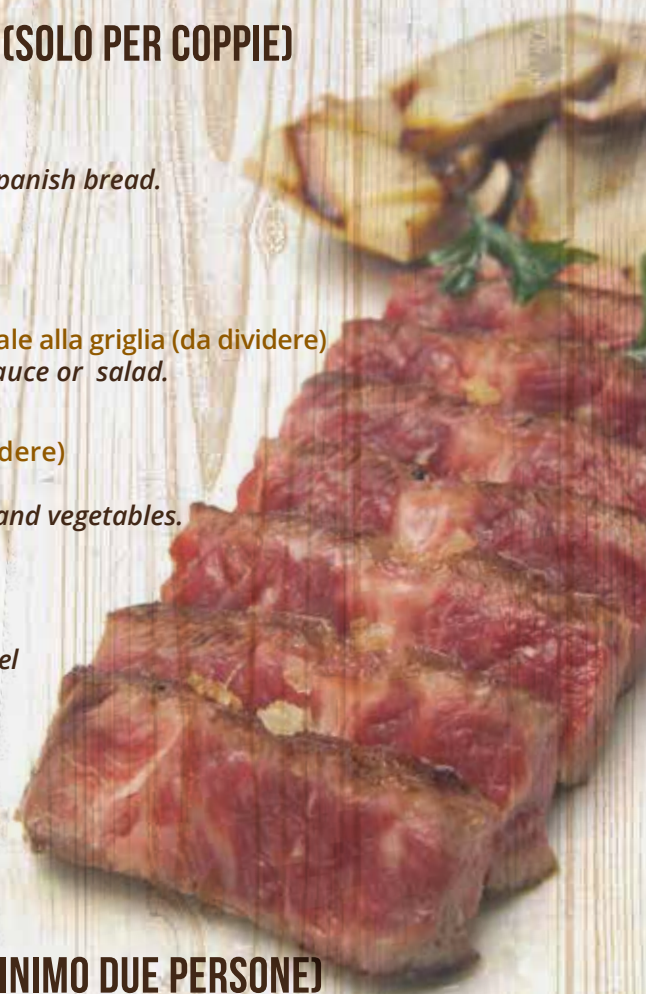 (SOLO PER COPPIE)
panish bread.
ale alla griglia (da dividere)
auce or salad.
dere)
and vegetables.
el
INIMO DUE PERSONE)